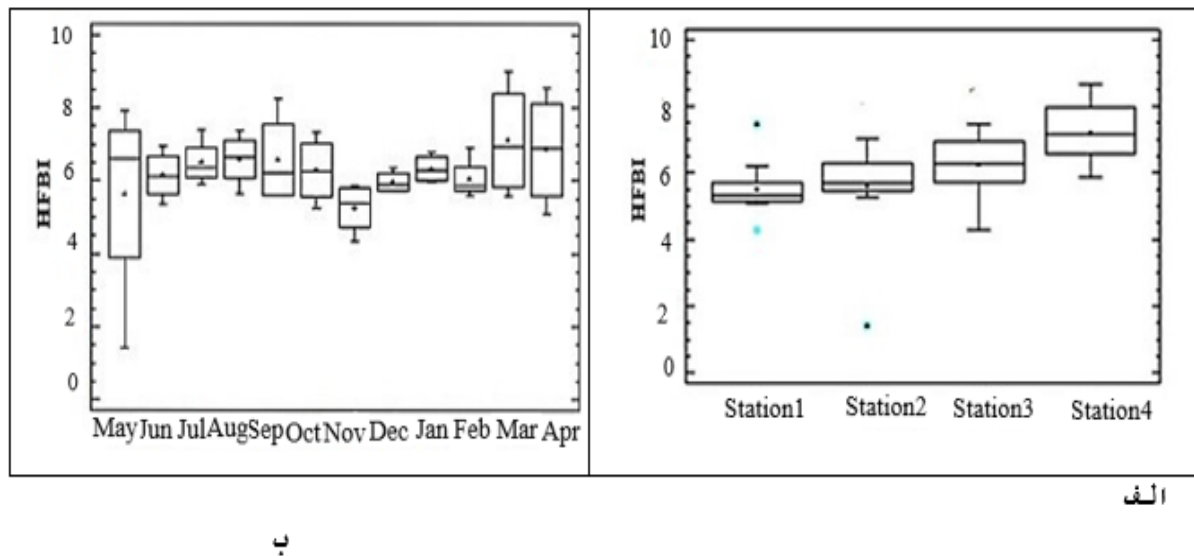 HFBI
10
8
6
4
2
0
May Jun Jul Aug Sep Oct Nov Dec Jan Feb Mar Apr
HFBI
10
8
6
4
2
0
Station1 Station2 Station3 Station4
الف
ب